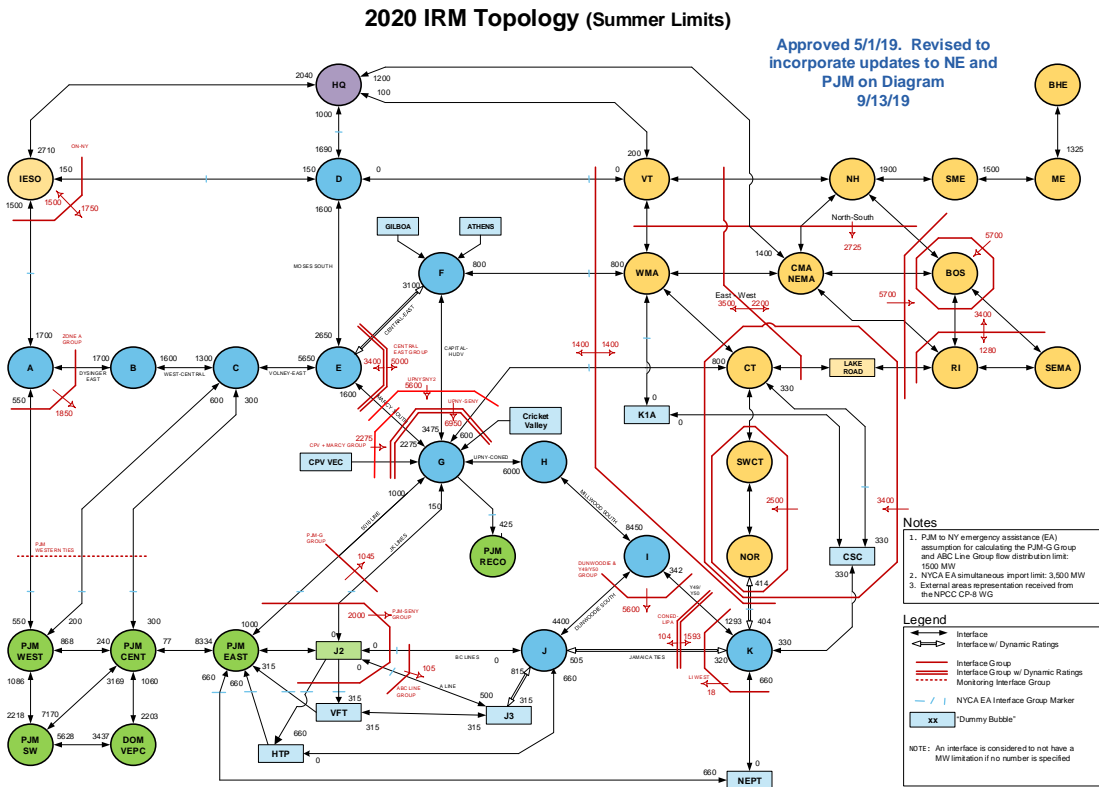 2020 IRM Topology (Summer Limits)
Approved 5/1/19. Revised to
incorporate updates to NE and
PJM on Diagram
9/13/19
HQ
2040
1200
100
1000
BHE
1325
2710
ON-NY
IESO
150
1500
1750
1500
1690
150
D
0
1600
0
200
VT
NH
1900
SME
1500
ME
GILBOA
ATHENS
North-South
2725
MOSES SOUTH
3100
F
800
800
WMA
1400
CMA
NEMA
BOS
5700
5700
CENTRAL-EAST
CAPITAL-
HUDV
East - West
3500
2200
3400
1280
1700
ZONE A
GROUP
A
1700
DYSINGER
EAST
1850
550
B
1600
WEST-CENTRAL
1300
C
600
300
5650
VOLNEY-EAST
2650
E
1600
CENTRAL
EAST GROUP
3400
5000
1400
1400
800
CT
330
LAKE
ROAD
RI
SEMA
UPNYSNY2
5600
MARCY SOUTH
UPNY-SENY
6950
0
K1A
0
3475
600
Cricket
Valley
CPV + MARCY GROUP
2275
2275
CPV VEC
G
UPNY-CONED
6000
H
SWCT
1000
150
2500
3400
5018 LINE
JK LINES
MILLWOOD SOUTH
425
PJM
RECO
8450
I
342
NOR
414
330
CSC
330
PJM
WESTERN TIES
PJM-G
GROUP
1045
DUNWOODIE &
Y49/Y50
GROUP
5600
Y49/
Y50
DUNWOODIE SOUTH
CONED
LIPA
104
1593
1293
404
Notes
1. PJM to NY emergency assistance (EA)
assumption for calculating the PJM-G Group
and ABC Line Group flow distribution limit:
1500 MW
2. NYCA EA simultaneous import limit: 3,500 MW
3. External areas representation received from
the NPCC CP-8 WG
550
200
PJM
WEST
868
1086
240
300
PJM
CENT
77
3169
1060
8334
1000
PJM
EAST
315
660
660
2000
PJM-SENY
GROUP
0
J2
0
0
0
105
ABC LINE
GROUP
A LINE
BC LINES
0
4400
J
505
815
660
JAMAICA TIES
320
K
330
660
LI WEST
18
Legend
Interface
Interface w/ Dynamic Ratings
Interface Group
Interface Group w/ Dynamic Ratings
Monitoring Interface Group
NYCA EA Interface Group Marker
xx
"Dummy Bubble"
NOTE: An interface is considered to not have a
MW limitation if no number is specified
315
VFT
315
500
315
J3
660
HTP
0
2218
7170
PJM
SW
5628
3437
2203
DOM
VEPC
660
0
NEPT